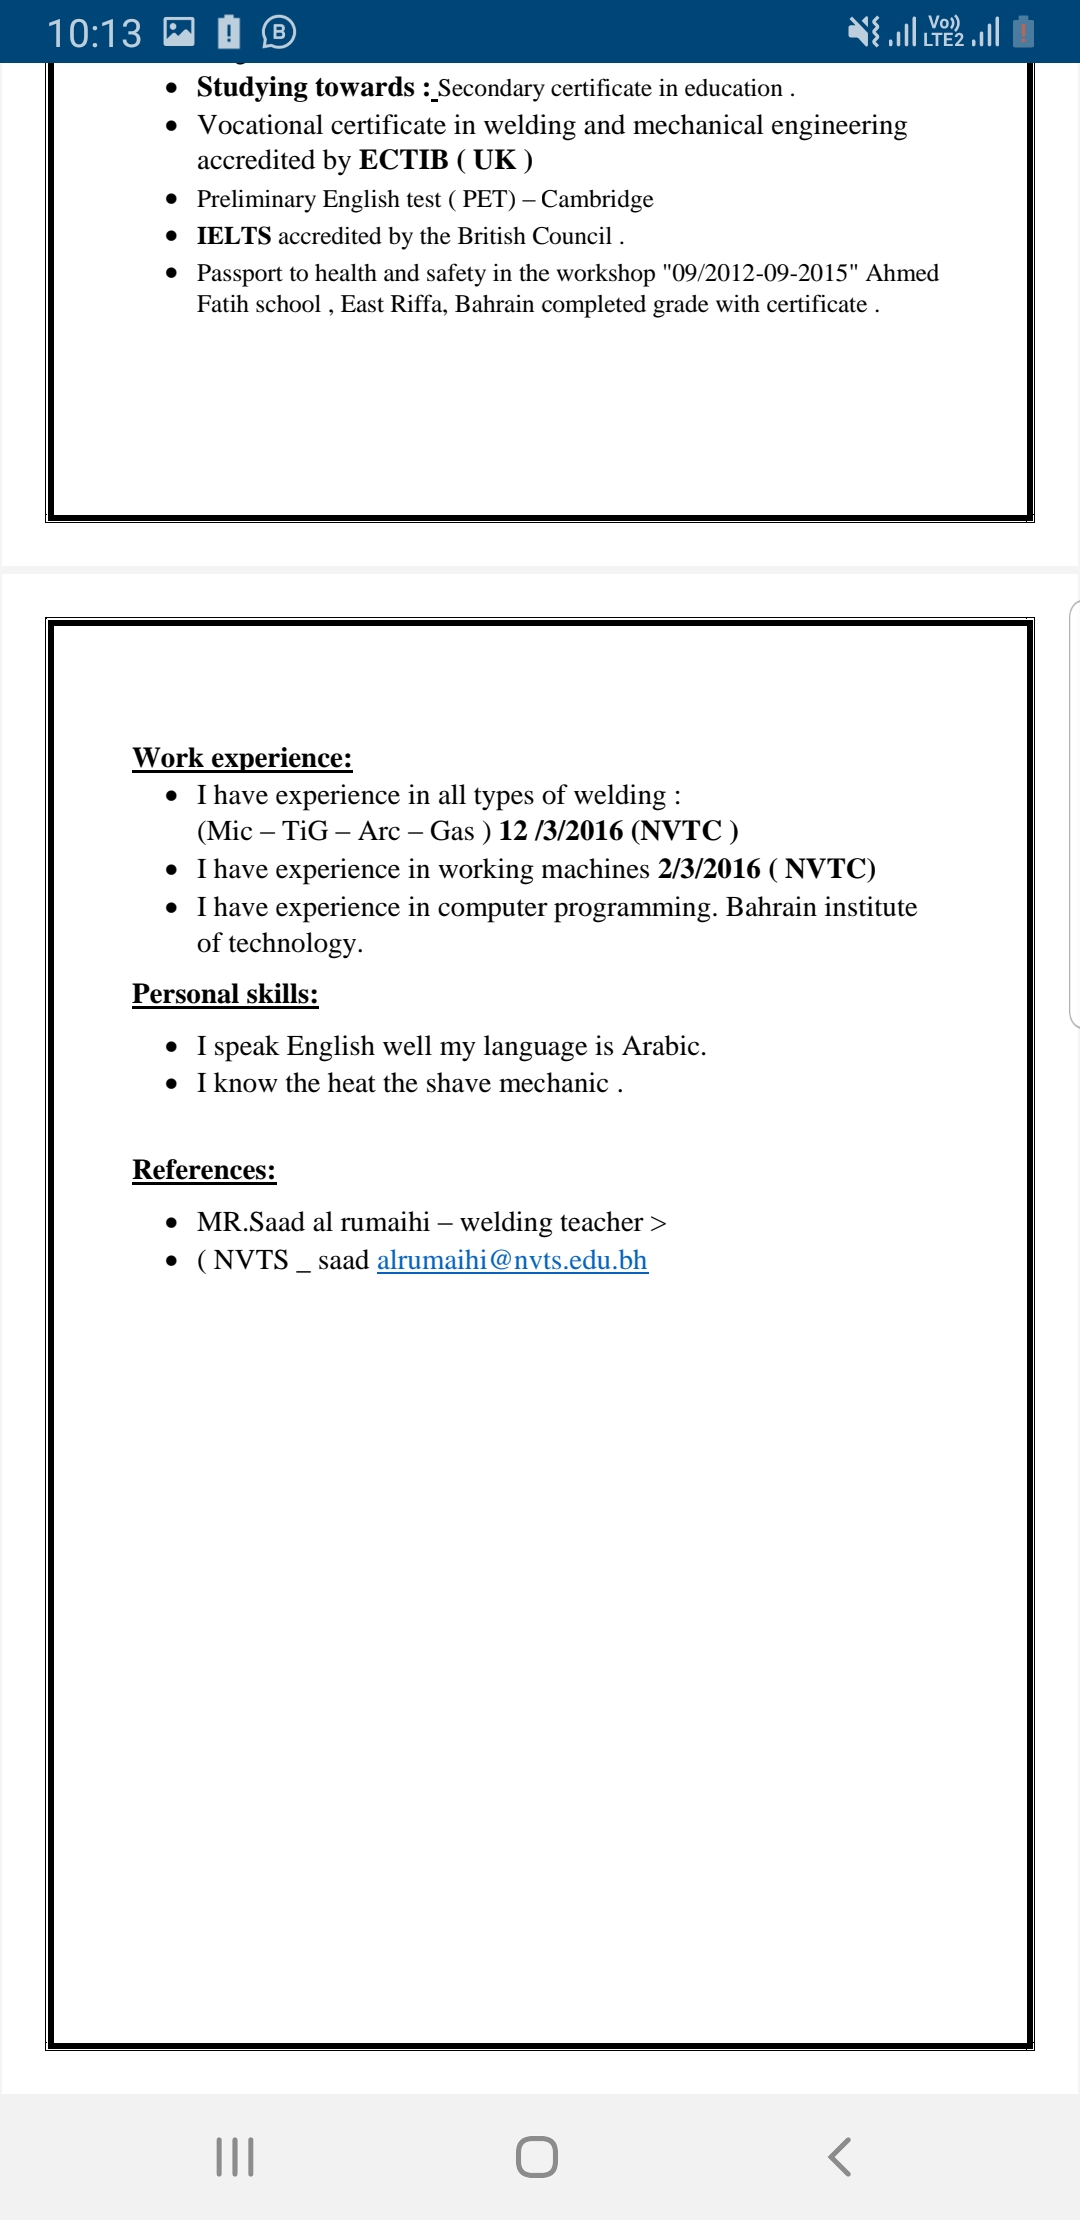 10:13
Vo))
LTE2
• Studying towards : Secondary certificate in education .
• Vocational certificate in welding and mechanical engineering
accredited by ECTIB ( UK )
• Preliminary English test ( PET) – Cambridge
• IELTS accredited by the British Council .
• Passport to health and safety in the workshop "09/2012-09-2015" Ahmed
Fatih school , East Riffa, Bahrain completed grade with certificate .
Work experience:
• I have experience in all types of welding :
(Mic – TiG – Arc – Gas ) 12 /3/2016 (NVTC )
• I have experience in working machines 2/3/2016 ( NVTC)
• I have experience in computer programming. Bahrain institute
of technology.
Personal skills:
• I speak English well my language is Arabic.
• I know the heat the shave mechanic .
References:
• MR.Saad al rumaihi – welding teacher >
• ( NVTS _ saad alrumaihi@nvts.edu.bh